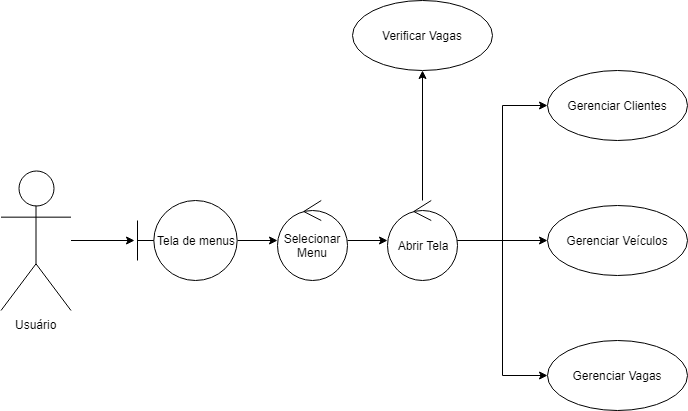 Verificar Vagas
Gerenciar Clientes
Tela de menus
Selecionar
Menu
Abrir Tela
Gerenciar Veículos
Usuário
Gerenciar Vagas